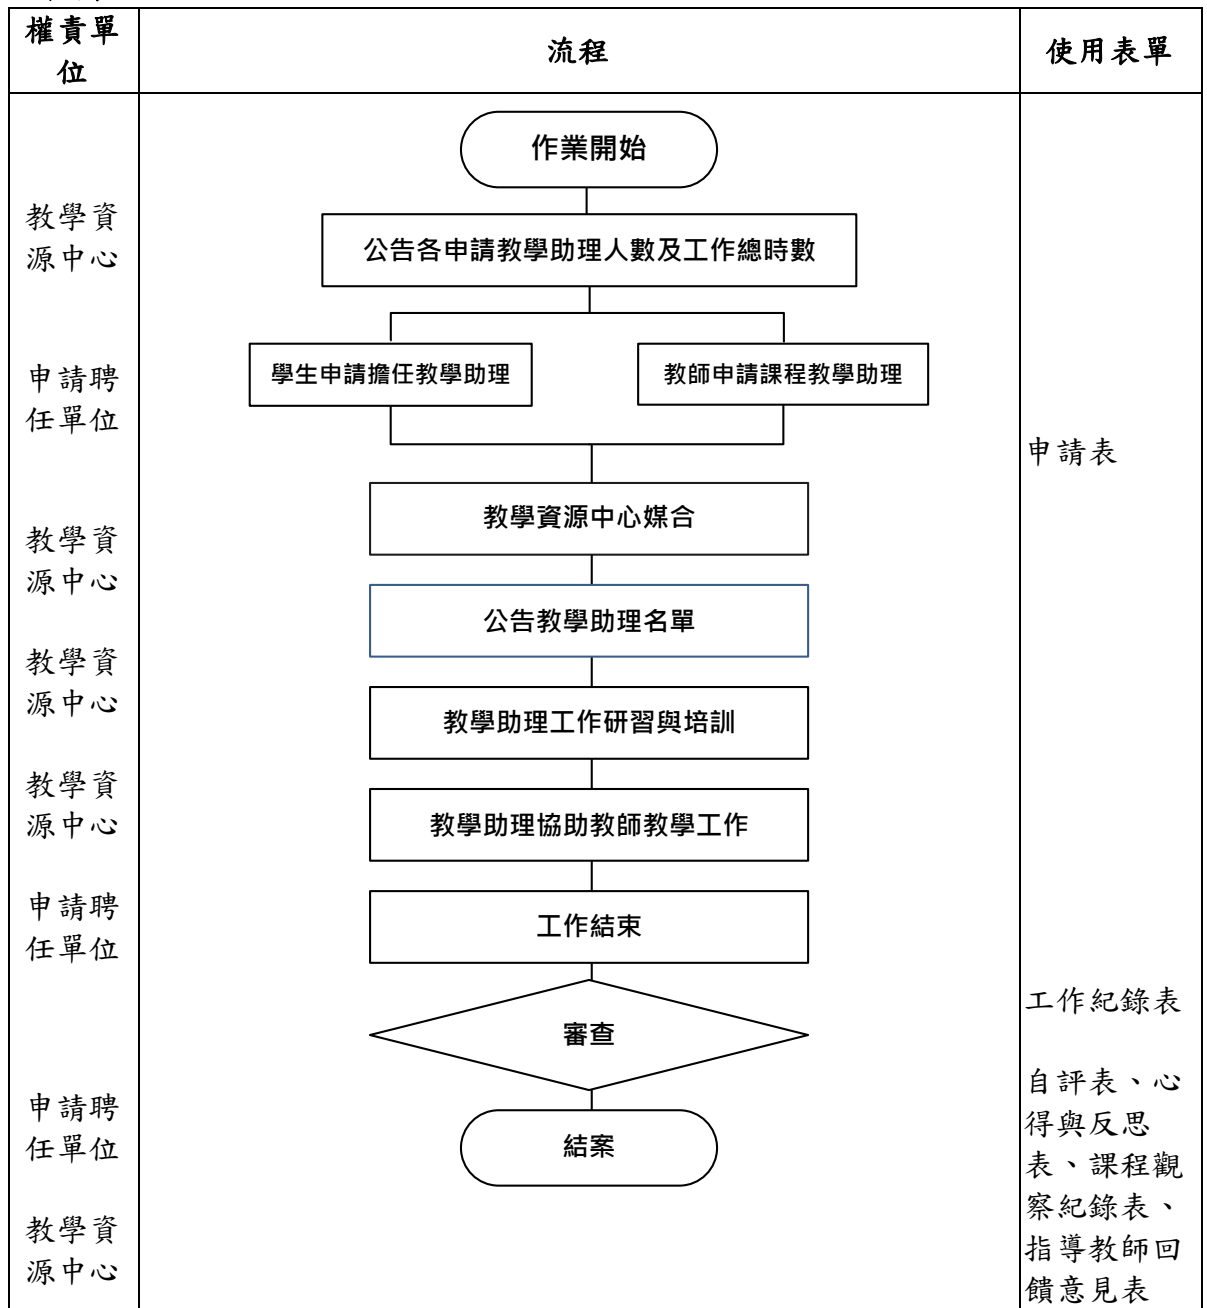 權責單
位
流程
使用表單
作業開始
教學資
源中心
公告各申請教學助理人數及工作總時數
申請聘
任單位
學生申請擔任教學助理
教師申請課程教學助理
申請表
教學資源中心媒合
教學資
源中心
公告教學助理名單
教學資
源中心
教學助理工作研習與培訓
教學資
源中心
教學助理協助教師教學工作
申請聘
任單位
工作結束
工作紀錄表
審查
自評表、心
得與反思
表、課程觀
察紀錄表、
指導教師回
饋意見表
申請聘
任單位
結案
教學資
源中心